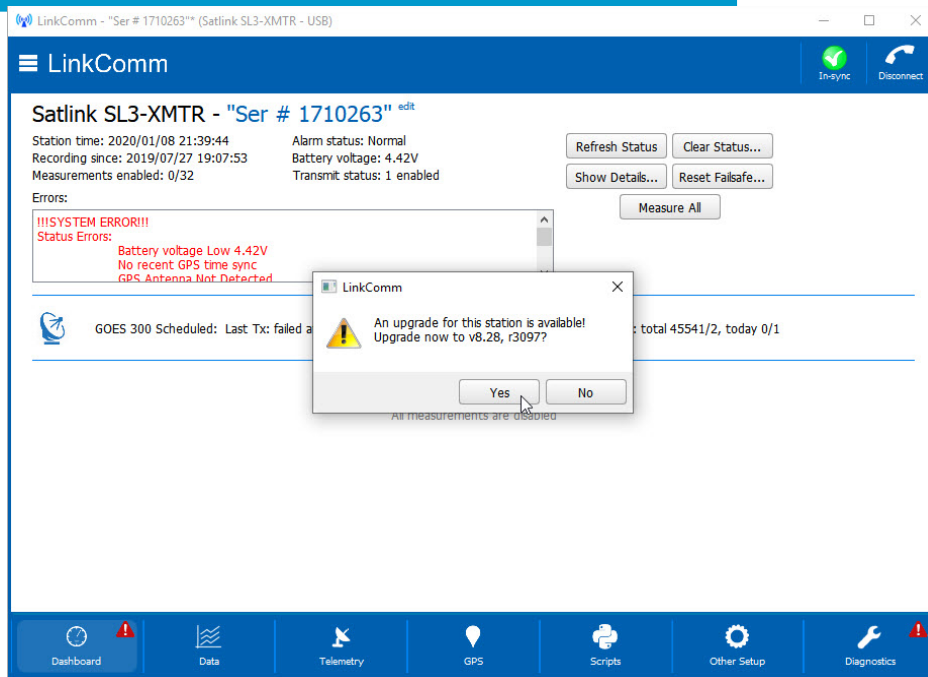 LinkComm - "Ser # 1710263"* (Satlink SL3-XMTR - USB)
LinkComm
In-sync
Disconnect
Satlink SL3-XMTR - "Ser # 1710263" edit
Station time: 2020/01/08 21:39:44
Alarm status: Normal
Recording since: 2019/07/27 19:07:53
Battery voltage: 4.42V
Measurements enabled: 0/32
Transmit status: 1 enabled
Refresh Status
Clear Status...
Show Details...
Reset Failsafe...
Measure All
Errors:
!!!SYSTEM ERROR!!!
Status Errors:
Battery voltage Low 4.42V
No recent GPS time sync
GPS Antenna Not Detected
LinkComm
An upgrade for this station is available!
Upgrade now to v8.28, r3097?
Yes
No
GOES 300 Scheduled: Last Tx: failed a
: total 45541/2, today 0/1
All measurements are disabled
Dashboard
Data
Telemetry
GPS
Scripts
Other Setup
Diagnostics